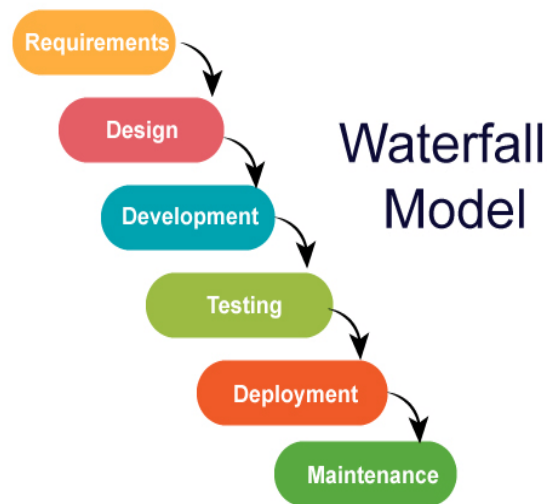 Requirements
Design
Waterfall
Model
Development
Testing
Deployment
Maintenance